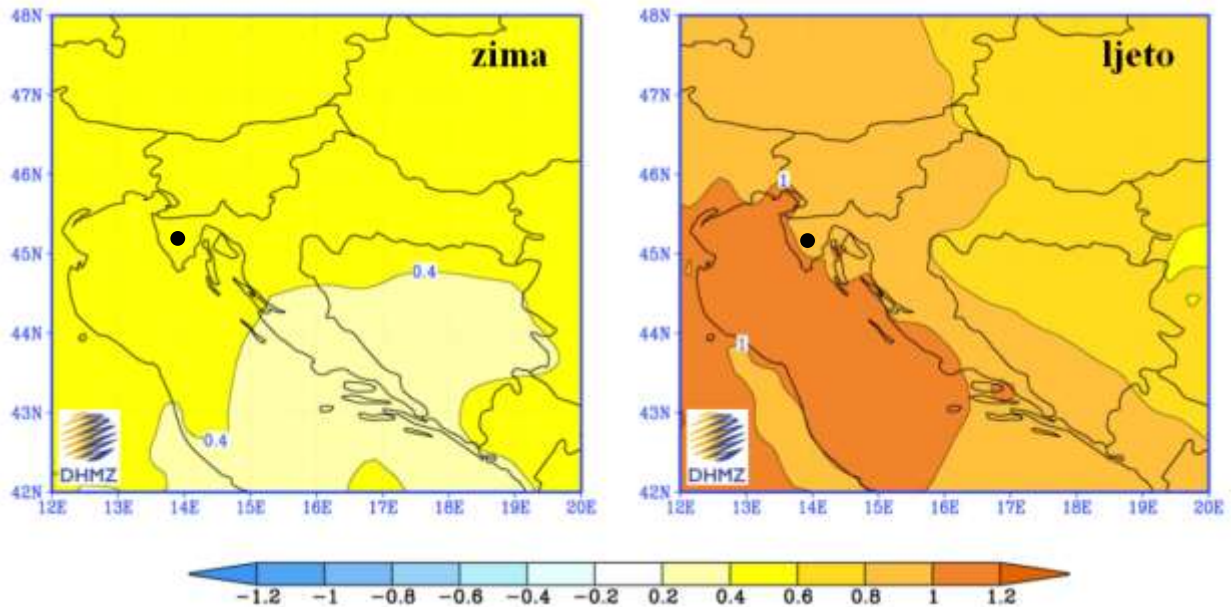 zima
ljeto
48N
47N
46N
45N
44N
43N
42N
12E 13E 14E 15E 16E 17E 18E 19E 20E
0.4
0.4
DHMZ
48N
47N
46N
45N
44N
43N
42N
12E 13E 14E 15E 16E 17E 18E 19E 20E
1
1
DHMZ
-1.2 -1 -0.8 -0.6 -0.4 -0.2 0.2 0.4 0.6 0.8 1 1.2